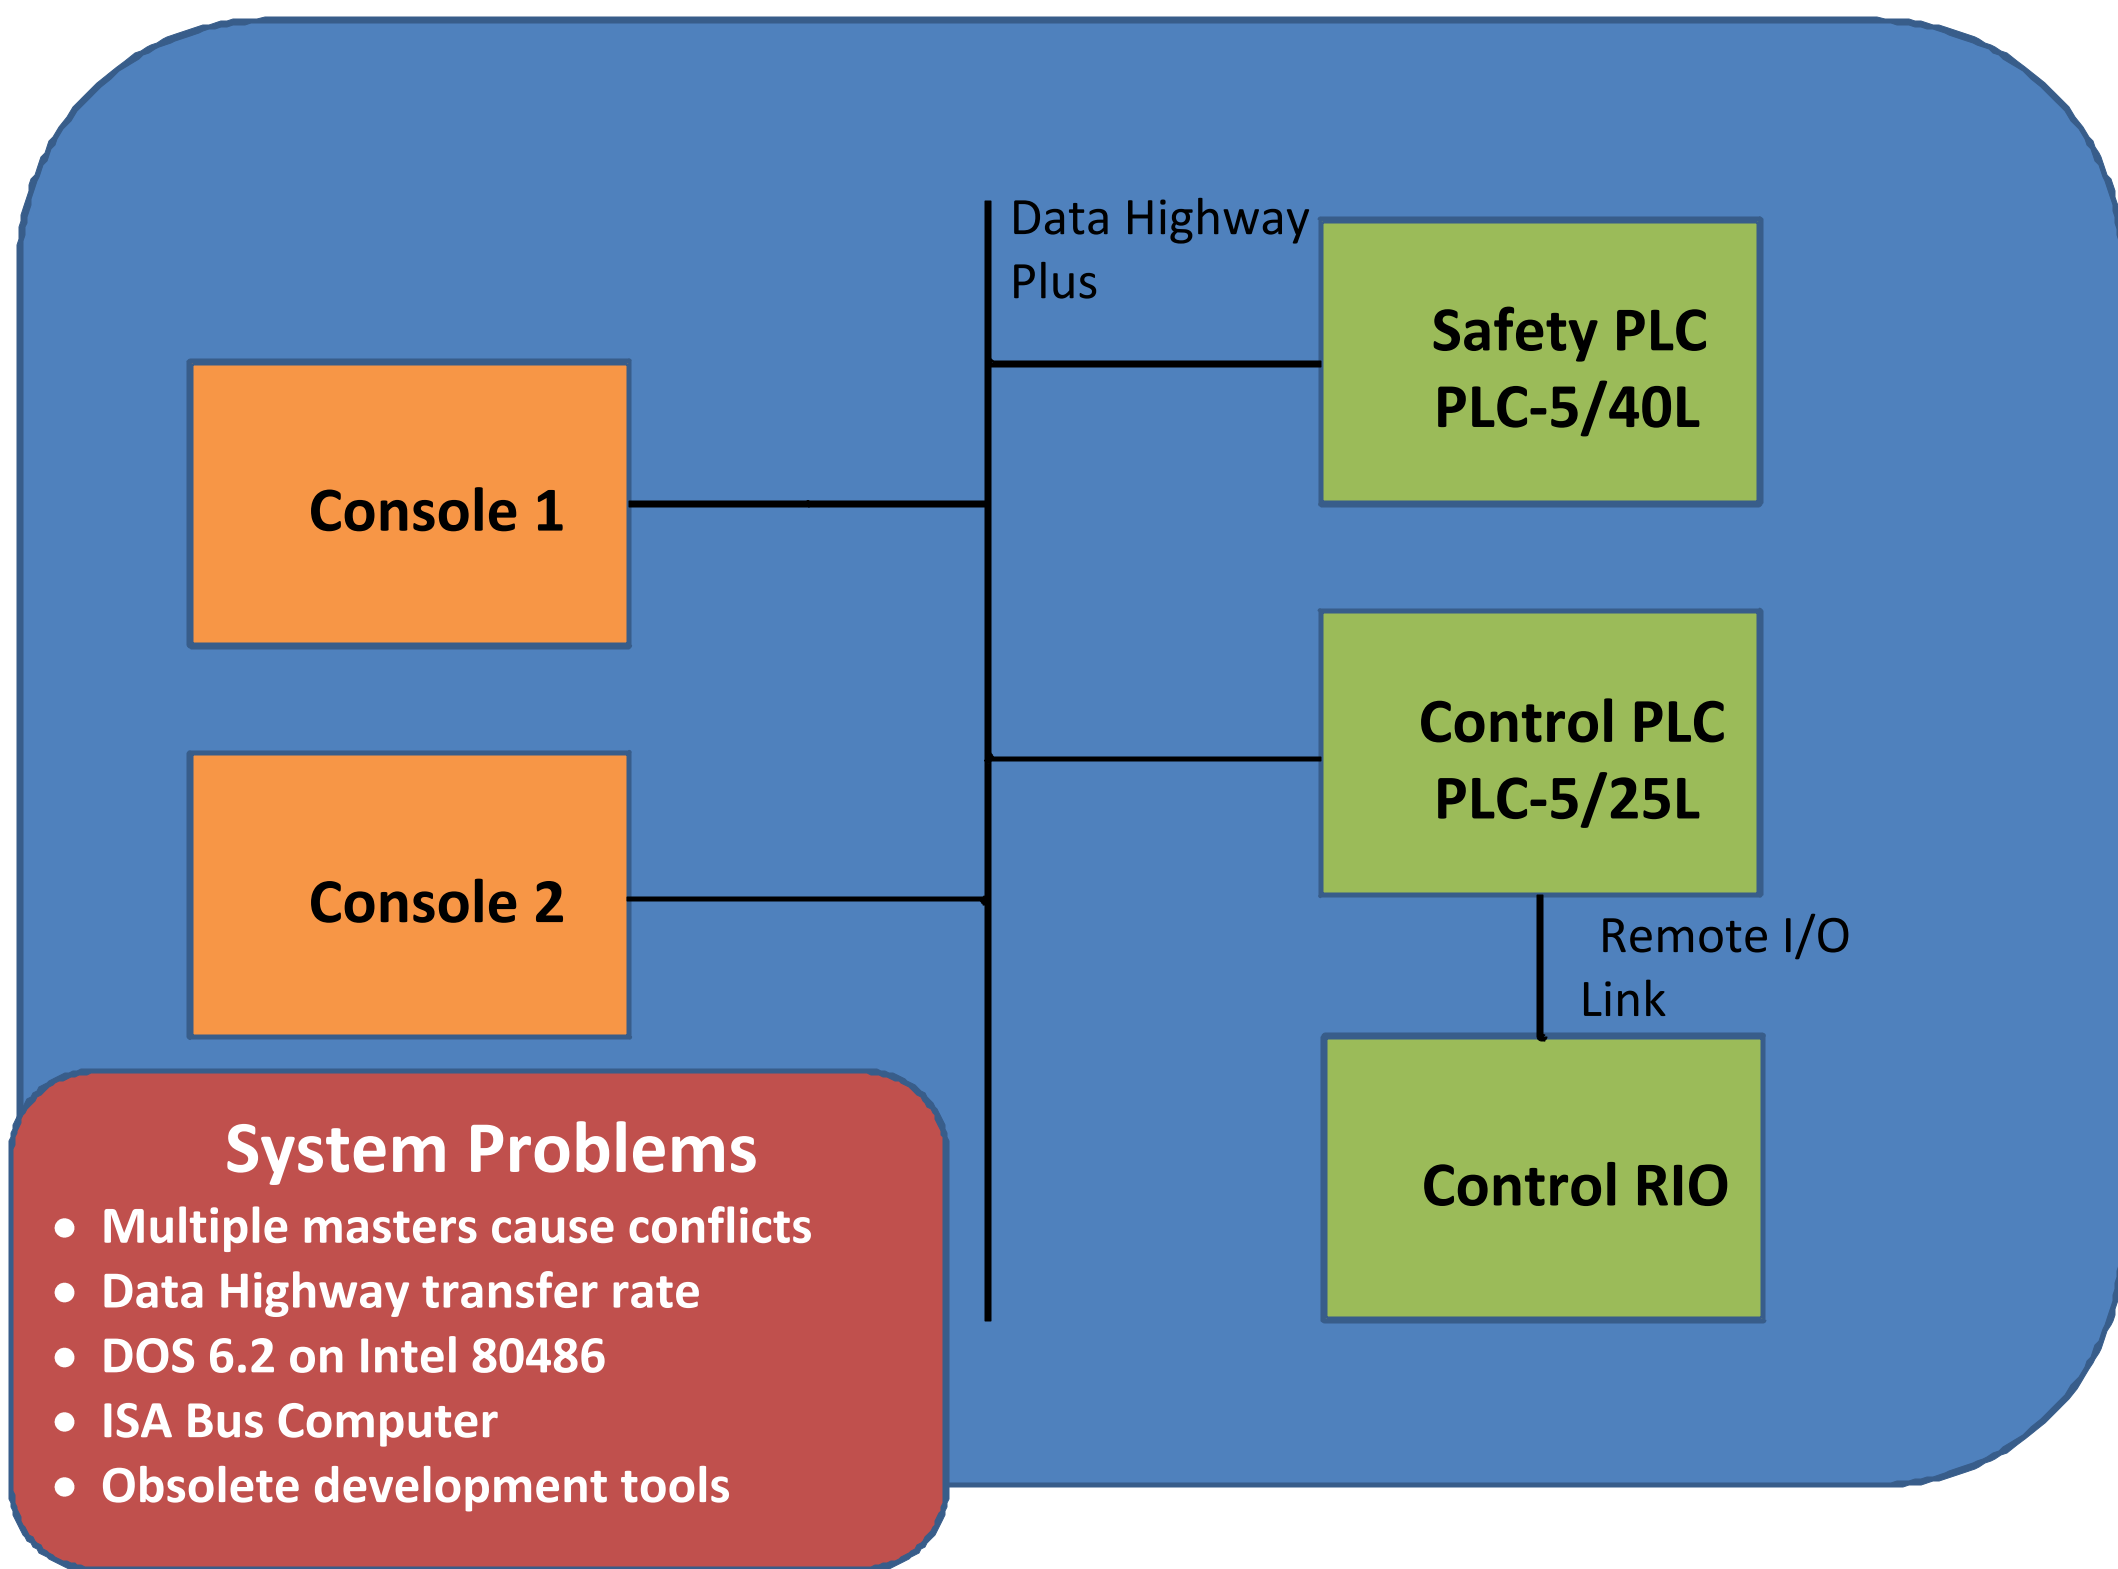 Data Highway
Plus
Safety PLC
PLC-5/40L
Console 1
Control PLC
PLC-5/25L
Console 2
Remote I/O
Link
Control RIO
System Problems
• Multiple masters cause conflicts
• Data Highway transfer rate
• DOS 6.2 on Intel 80486
• ISA Bus Computer
• Obsolete development tools